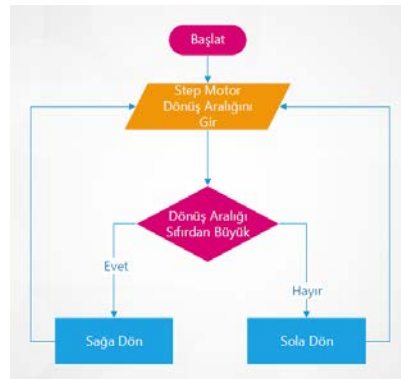 Başlat
Step Motor
Dönüş Aralığını
Gir
Dönüş Aralığı
Sıfırdan Büyük
Evet
Hayır
Sağa Dön
Sola Dön